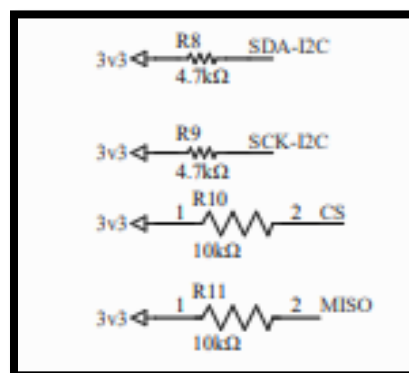 R8 SDA-I2C
3v3
4.7kΩ
R9 SCK-I2C
3v3
4.7kΩ
R10
1 2 CS
3v3
10kΩ
R11
1 2 MISO
3v3
10kΩ